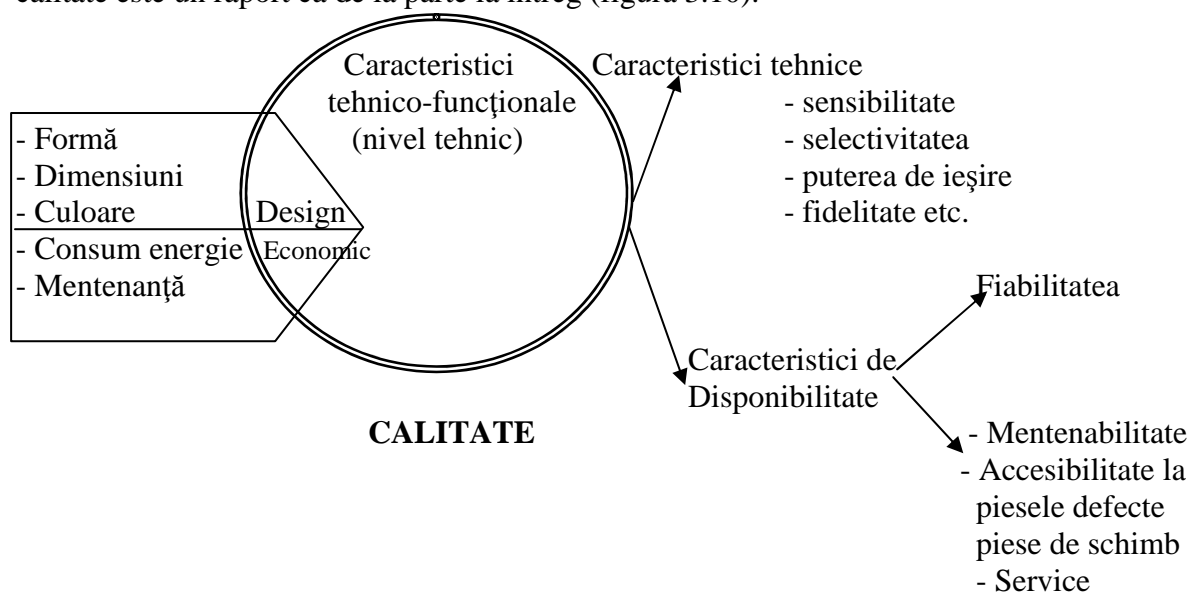 calitate este un raport ca de la parte la întreg (figura 3.10).
Caracteristici
tehnico-funcţionale
(nivel tehnic)
Caracteristici tehnice
- sensibilitate
- selectivitatea
- puterea de ieşire
- fidelitate etc.
- Formă
- Dimensiuni
- Culoare
Design
- Consum energie
Economic
- Mentenanţă
Fiabilitatea
Caracteristici de
Disponibilitate
CALITATE
- Mentenabilitate
- Accesibilitate la
piesele defecte
piese de schimb
- Service